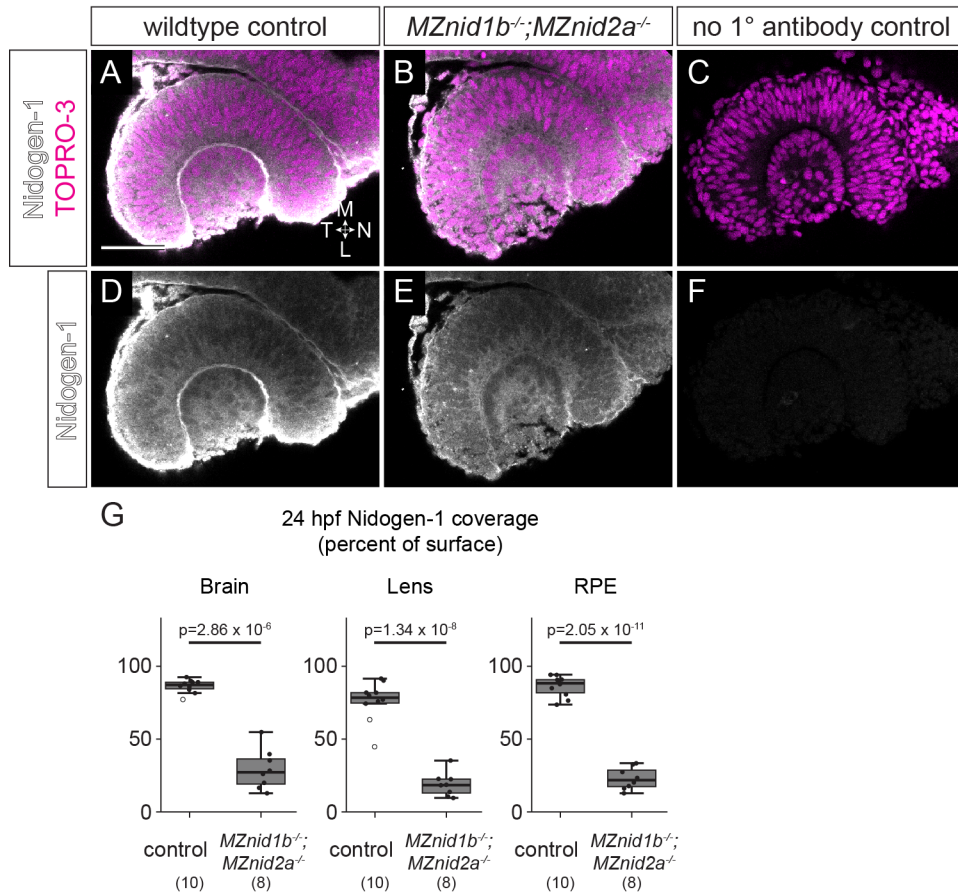 wildtype control
MZnid1b-/-;MZnid2a-/-
no 1° antibody control
Nidogen-1
TOPRO-3
A
B
C
M
T N
L
Nidogen-1
D
E
F
G
24 hpf Nidogen-1 coverage
(percent of surface)
Brain
Lens
RPE
p=2.86 x 10-6
p=1.34 x 10-8
p=2.05 x 10-11
100
50
0
100
50
0
100
50
0
control
MZnid1b-/-;
MZnid2a-/-
(10)
(8)
control
MZnid1b-/-;
MZnid2a-/-
(10)
(8)
control
MZnid1b-/-;
MZnid2a-/-
(10)
(8)